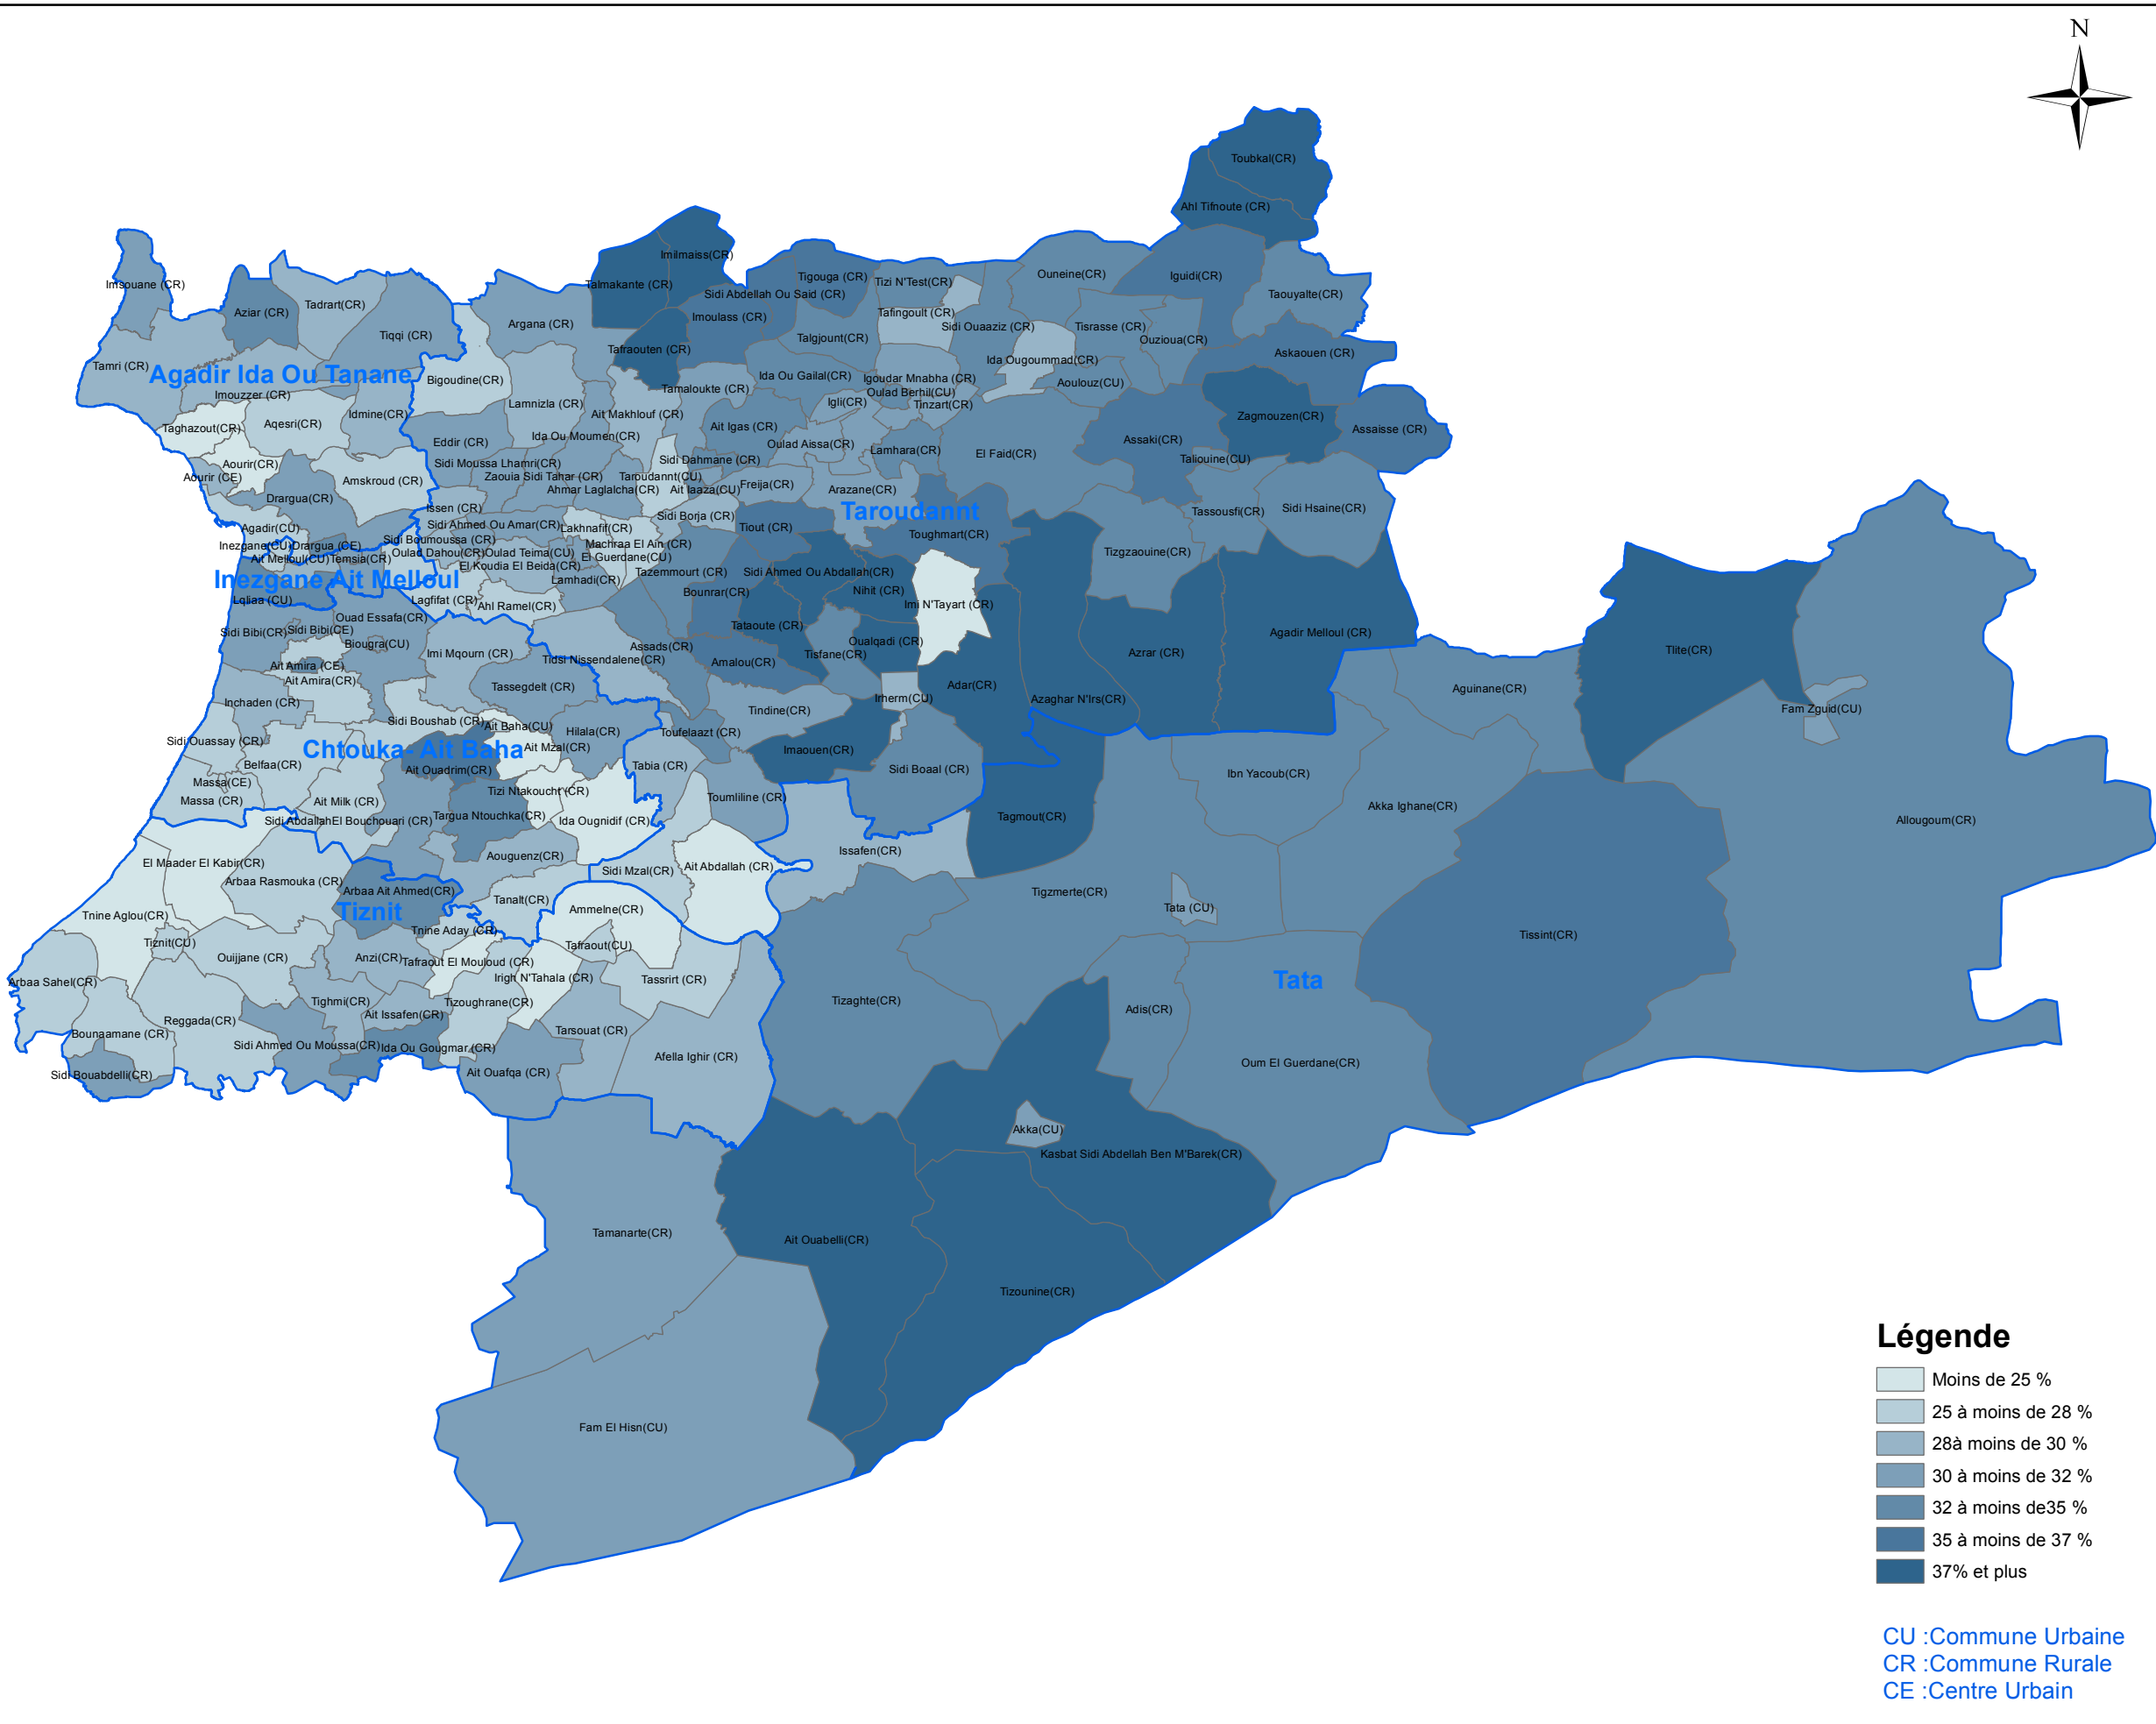 N
Toubkal(CR)
Ahl Tifnoute (CR)
Imilmaiss(CR)
Talmakante (CR)
Imsouane (CR)
Tigouga (CR)
Tizi N'Test(CR)
Ouneine(CR)
Iguidi(CR)
Sidi Abdellah Ou Said (CR)
Taouyalte(CR)
Tadrart(CR)
Aziar (CR)
Tafingoult (CR)
Imoulass (CR)
Argana (CR)
Sidi Ouaaziz (CR)
Tisrasse (CR)
Tiqqi (CR)
Talgjount(CR)
Ouzioua(CR)
Tafraouten (CR)
Askaouen (CR)
Ida Ougoummad(CR)
Tamri (CR)
Agadir Ida Ou Tanane
Bigoudine(CR)
Ida Ou Gailal(CR)
Igoudar Mnabha (CR)
Aoulouz(CU)
Tamaloukte (CR)
Imouzzer (CR)
Oulad Berhil(CU)
Lamnizla (CR)
Igli(CR)
Tinzart(CR)
Idmine(CR)
Ait Makhlouf (CR)
Zagmouzen(CR)
Aqesri(CR)
Taghazout(CR)
Ait Igas (CR)
Assaisse (CR)
Eddir (CR)
Ida Ou Moumen(CR)
Oulad Aissa(CR)
Assaki(CR)
Lamhara(CR)
El Faid(CR)
Taliouine(CU)
Aourir(CR)
Sidi Moussa Lhamri(CR)
Sidi Dahmane (CR)
Aourir (CE)
Amskroud (CR)
Zaouia Sidi Tahar (CR)
Taroudannt(CU)
Freija(CR)
Ahmar Laglalcha(CR)
Ait Iaaza(CU)
Arazane(CR)
Drargua(CR)
Issen (CR)
Taroudannt
Tassousfi(CR)
Sidi Hsaine(CR)
Sidi Borja (CR)
Agadir(CU)
Sidi Ahmed Ou Amar(CR)
Lakhnafif(CR)
Tiout (CR)
Toughmart(CR)
Inezgane(CU)
Drargua (CE)
Sidi Boumoussa (CR)
Machraa El Ain (CR)
Tizgzaouine(CR)
Ait Melloul(CU)
Temsia(CR)
Oulad Dahou(CR)
Oulad Teima(CU)
El Guerdane(CU)
El Koudia El Beida(CR)
Tazemmourt (CR)
Sidi Ahmed Ou Abdallah(CR)
Inezgane Ait Melloul
Lamhadi(CR)
Bounrar(CR)
Nihit (CR)
Lqliaa (CU)
Lagfifat (CR)
Ahl Ramel(CR)
Imi N'Tayart (CR)
Ouad Essafa(CR)
Tataoute (CR)
Sidi Bibi(CR)
Sidi Bibi(CE)
Agadir Melloul (CR)
Biougra(CU)
Assads(CR)
Oualqadi (CR)
Tlite(CR)
Imi Mqourn (CR)
Tidsi Nissendalene(CR)
Tisfane(CR)
Azrar (CR)
Ait Amira (CE)
Amalou(CR)
Ait Amira(CR)
Tassegdelt (CR)
Adar(CR)
Aguinane(CR)
Inchaden (CR)
Irherm(CU)
Azaghar N'Irs(CR)
Tindine(CR)
Fam Zguid(CU)
Sidi Boushab (CR)
Ait Baha(CU)
Hilala(CR)
Toufelaazt (CR)
Sidi Ouassay (CR)
Chtouka- Ait Baha
Ait Mzal(CR)
Imaouen(CR)
Belfaa(CR)
Ait Ouadrim(CR)
Tabia (CR)
Sidi Boaal (CR)
Ibn Yacoub(CR)
Massa(CE)
Tizi Ntakoucht (CR)
Massa (CR)
Ait Milk (CR)
Toumliline (CR)
Akka Ighane(CR)
Sidi Abdallah
El Bouchouari (CR)
Targua Ntouchka(CR)
Ida Ougnidif (CR)
Tagmout(CR)
Allougoum(CR)
El Maader El Kabir(CR)
Aouguenz(CR)
Issafen(CR)
Arbaa Rasmouka (CR)
Sidi Mzal(CR)
Ait Abdallah (CR)
Arbaa Ait Ahmed(CR)
Tigzmerte(CR)
Tanalt(CR)
Tiznit
Ammelne(CR)
Tata (CU)
Tnine Aglou(CR)
Tnine Aday (CR)
Tissint(CR)
Tiznit(CU)
Tafraout(CU)
Ouijjane (CR)
Anzi(CR)
Tafraout El Mouloud (CR)
Irigh N'Tahala (CR)
Tassrirt (CR)
Tata
Arbaa Sahel(CR)
Tighmi(CR)
Tizoughrane(CR)
Tizaghte(CR)
Adis(CR)
Ait Issafen(CR)
Reggada(CR)
Bounaamane (CR)
Tarsouat (CR)
Sidi Ahmed Ou Moussa(CR)
Ida Ou Gougmar (CR)
Afella Ighir (CR)
Oum El Guerdane(CR)
Sidi Bouabdelli(CR)
Ait Ouafqa (CR)
Akka(CU)
Kasbat Sidi Abdellah Ben M'Barek(CR)
Tamanarte(CR)
Ait Ouabelli(CR)
Tizounine(CR)
Fam El Hisn(CU)
Légende
Moins de 25 %
25 à moins de 28 %
28à moins de 30 %
30 à moins de 32 %
32 à moins de35 %
35 à moins de 37 %
37% et plus
CU :Commune Urbaine
CR :Commune Rurale
CE :Centre Urbain